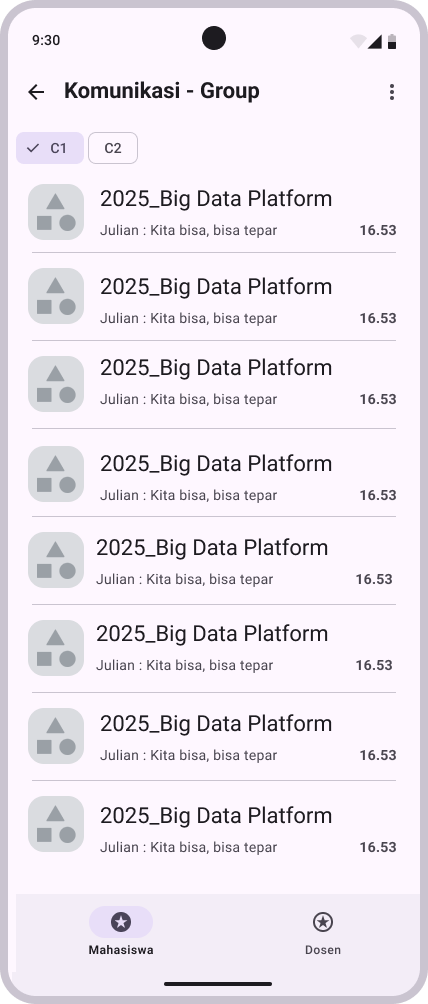 9:30
Komunikasi - Group
C1 C2
2025_Big Data Platform
Julian : Kita bisa, bisa tepar 16.53
2025_Big Data Platform
Julian : Kita bisa, bisa tepar 16.53
2025_Big Data Platform
Julian : Kita bisa, bisa tepar 16.53
2025_Big Data Platform
Julian : Kita bisa, bisa tepar 16.53
2025_Big Data Platform
Julian : Kita bisa, bisa tepar 16.53
2025_Big Data Platform
Julian : Kita bisa, bisa tepar 16.53
2025_Big Data Platform
Julian : Kita bisa, bisa tepar 16.53
2025_Big Data Platform
Julian : Kita bisa, bisa tepar 16.53
Mahasiswa Dosen